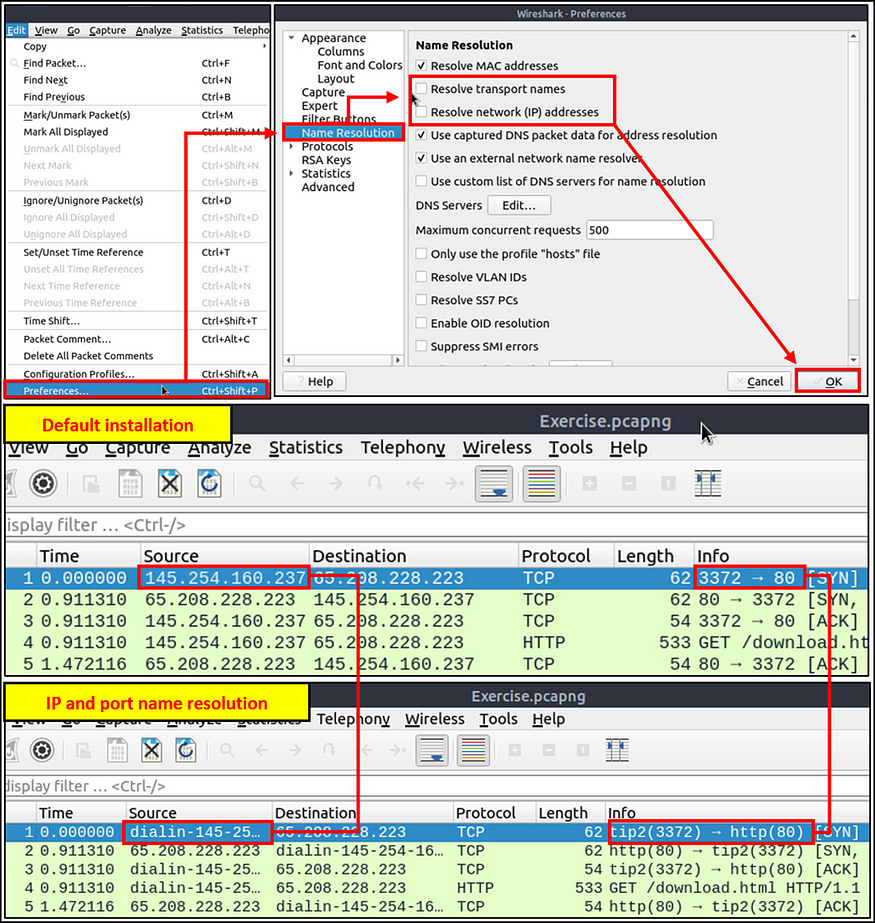 Edit View Go Capture Analyze Statistics Telepho
Copy
Find Packet... Ctrl+F
Find Next Ctrl+N
Find Previous Ctrl+B
Mark/Unmark Packet(s) Ctrl+M
Mark All Displayed Ctrl+Shift+M
Unmark All Displayed Ctrl+Alt+M
Next Mark Ctrl+Shift+N
Previous Mark Ctrl+Shift+B
Ignore/Unignore Packet(s) Ctrl+D
Ignore All Displayed Ctrl+Shift+D
Unignore All Displayed Ctrl+Alt+D
Set/Unset Time Reference Ctrl+T
Unset All Time References Ctrl+Alt+T
Next Time Reference Ctrl+Alt+N
Previous Time Reference Ctrl+Alt+B
Time Shift... Ctrl+Shift+T
Packet Comment... Ctrl+Alt+C
Delete All Packet Comments
Configuration Profiles... Ctrl+Shift+A
Preferences... Ctrl+Shift+P
Wireshark · Preferences
Appearance
Columns
Font and Colors
Layout
Capture
Expert
Filter Buttons
Name Resolution
Protocols
RSA Keys
Statistics
Advanced
Name Resolution
Resolve MAC addresses
Resolve transport names
Resolve network (IP) addresses
Use captured DNS packet data for address resolution
Use an external network name resolver
Use custom list of DNS servers for name resolution
DNS Servers Edit...
Maximum concurrent requests 500
Only use the profile "hosts" file
Resolve VLAN IDs
Resolve SS7 PCs
Enable OID resolution
Suppress SMI errors
Help Cancel OK
Default installation
Exercise.pcapng
View Go Capture Analyze Statistics Telephony Wireless Tools Help
isplay filter … <Ctrl-/>
Time Source Destination Protocol Length Info
1 0.000000 145.254.160.237 65.208.228.223 TCP 62 3372 → 80 [SYN]
2 0.911310 65.208.228.223 145.254.160.237 TCP 62 80 → 3372 [SYN,
3 0.911310 145.254.160.237 65.208.228.223 TCP 54 3372 → 80 [ACK]
4 0.911310 145.254.160.237 65.208.228.223 HTTP 533 GET /download.ht
5 1.472116 65.208.228.223 145.254.160.237 TCP 54 80 → 3372 [ACK]
IP and port name resolution
Exercise.pcapng
View Go Capture Analyze Statistics Telephony Wireless Tools Help
display filter … <Ctrl-/>
Time Source Destination Protocol Length Info
1 0.000000 dialin-145-25… 65.208.228.223 TCP 62 tip2(3372) → http(80) [SYN]
2 0.911310 65.208.228.223 dialin-145-254-16… TCP 62 http(80) → tip2(3372) [SYN,
3 0.911310 dialin-145-25… 65.208.228.223 TCP 54 tip2(3372) → http(80) [ACK]
4 0.911310 dialin-145-25… 65.208.228.223 HTTP 533 GET /download.html HTTP/1.1
5 1.472116 65.208.228.223 dialin-145-254-16… TCP 54 http(80) → tip2(3372) [ACK]